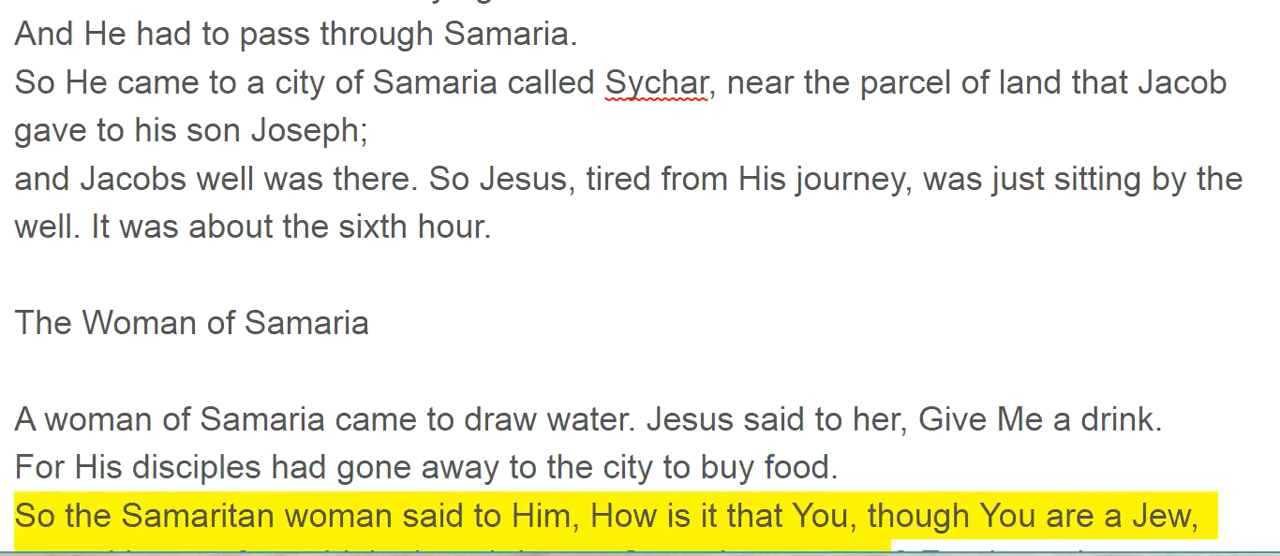 And He had to pass through Samaria.
So He came to a city of Samaria called Sychar, near the parcel of land that Jacob
gave to his son Joseph;
and Jacobs well was there. So Jesus, tired from His journey, was just sitting by the
well. It was about the sixth hour.
The Woman of Samaria
A woman of Samaria came to draw water. Jesus said to her, Give Me a drink.
For His disciples had gone away to the city to buy food.
So the Samaritan woman said to Him, How is it that You, though You are a Jew,